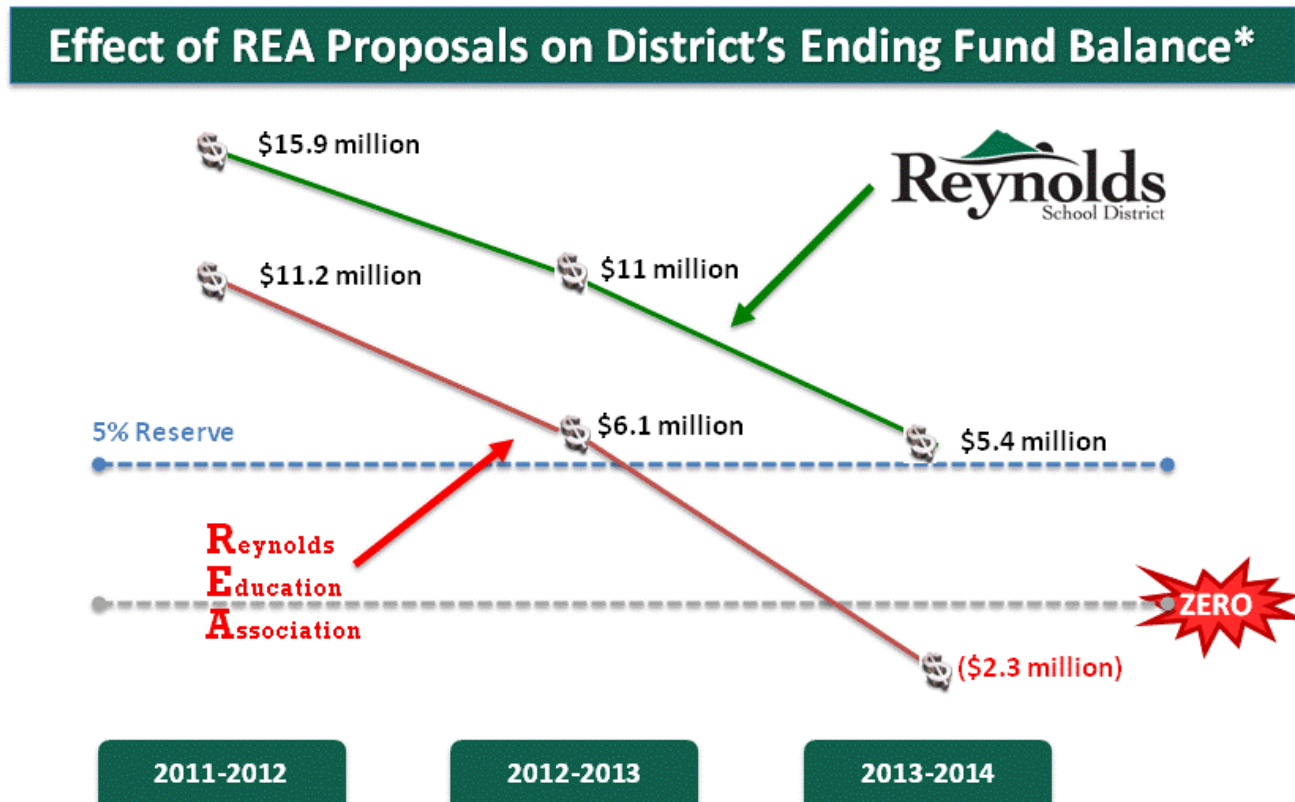 Effect of REA Proposals on District's Ending Fund Balance*
$15.9 million
Reynolds
School District
$11.2 million
$11 million
5% Reserve
$6.1 million
$5.4 million
Reynolds
Education
Association
ZERO
($2.3 million)
2011-2012
2012-2013
2013-2014